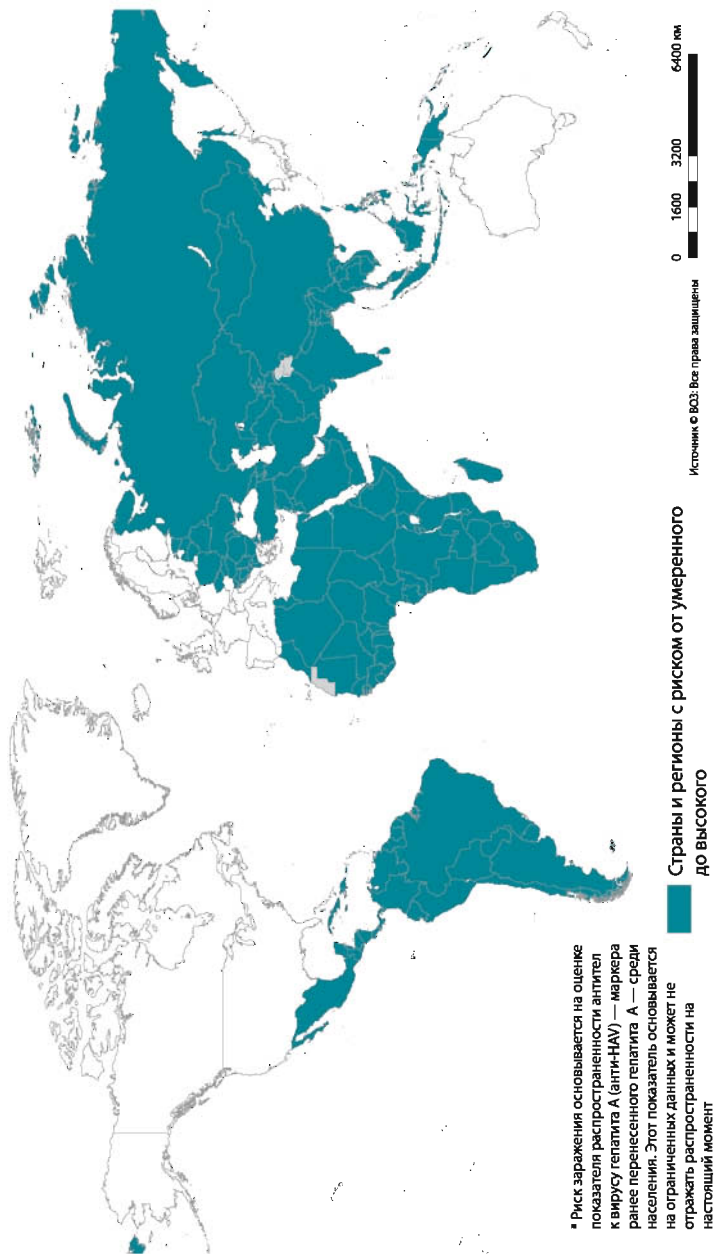 ª Риск заражения основывается на оценке
показателя распространенности антител
к вирусу гепатита А (анти-HAV) — маркера
ранее перенесенного гепатита А — среди
населения. Этот показатель основывается
на ограниченных данных и может не
отражать распространенности на
настоящий момент
Страны и регионы с риском от умеренного
до высокого
Источник © ВОЗ: Все права защищены
0 1600 3200 6400 км